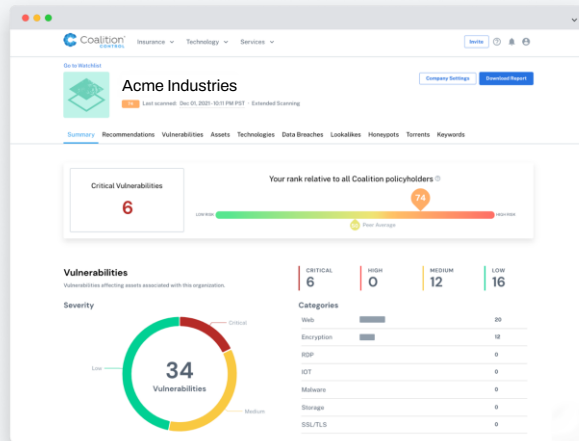 Coalition CONTROL Insurance Technology Services Invite
Go to Watchlist
Acme Industries
Company Settings Download Report
74 Last scanned: Dec 01, 2021-10:11 PM PST - Extended Scanning
Summary Recommendations Vulnerabilities Assets Technologies Data Breaches Lookalikes Honeypots Torrents Keywords
Critical Vulnerabilities
6
Your rank relative to all Coalition policyholders
74
LOW RISK HIGH RISK
Peer Average
Vulnerabilities
Vulnerabilities affecting assets associated with this organization.
CRITICAL HIGH MEDIUM LOW
6 0 12 16
Severity
Critical
Low
34
Vulnerabilities
Medium
Categories
Web 20
Encryption 12
RDP 0
IOT 0
Malware 0
Storage 0
SSL/TLS 0